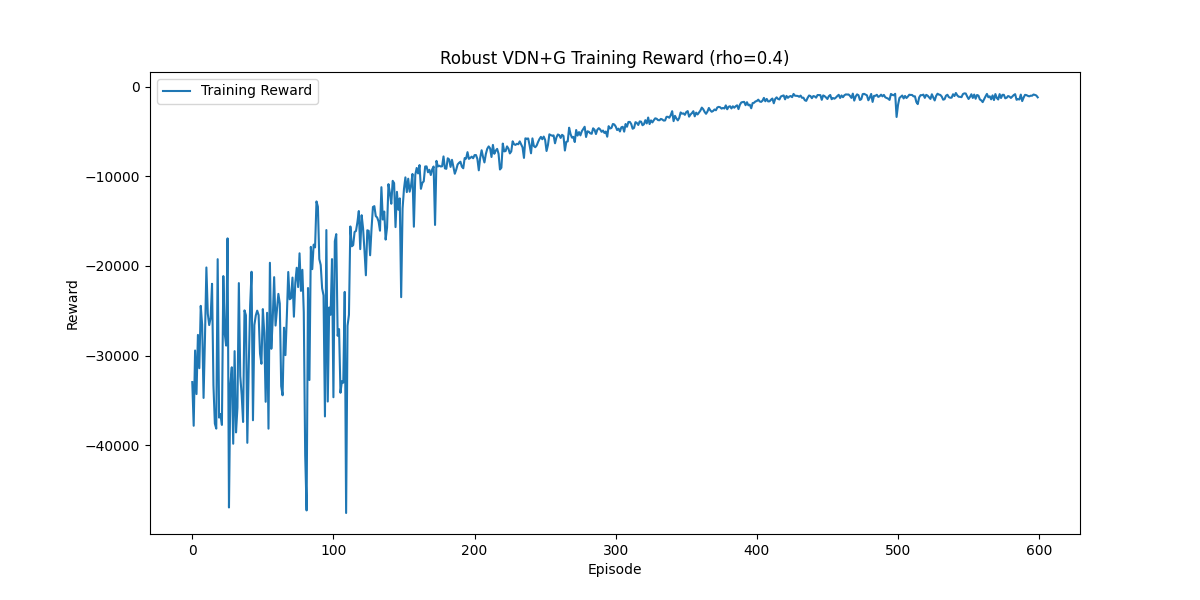 Robust VDN+G Training Reward (rho=0.4)
Training Reward
0
−10000
−20000
−30000
−40000
Reward
0 100 200 300 400 500 600
Episode